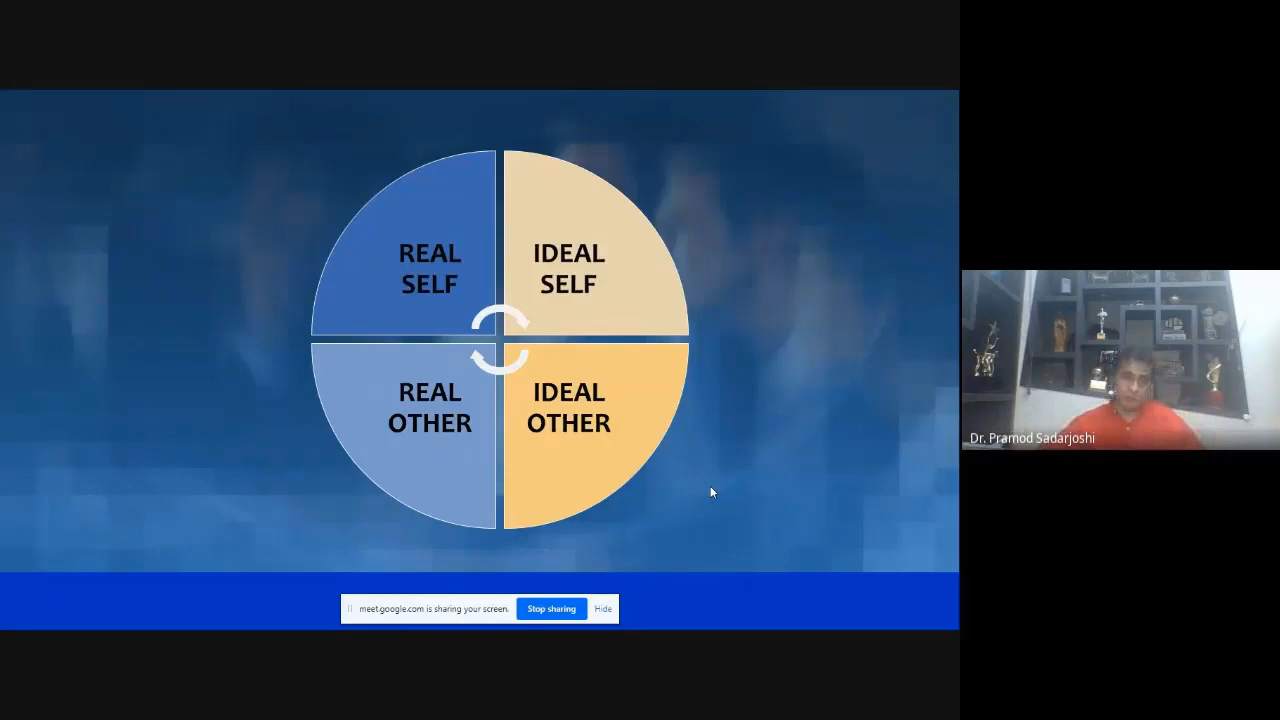 REAL
SELF
IDEAL
SELF
REAL
OTHER
IDEAL
OTHER
meet.google.com is sharing your screen.
Stop sharing
Hide
Dr. Pramod Sadarjoshi